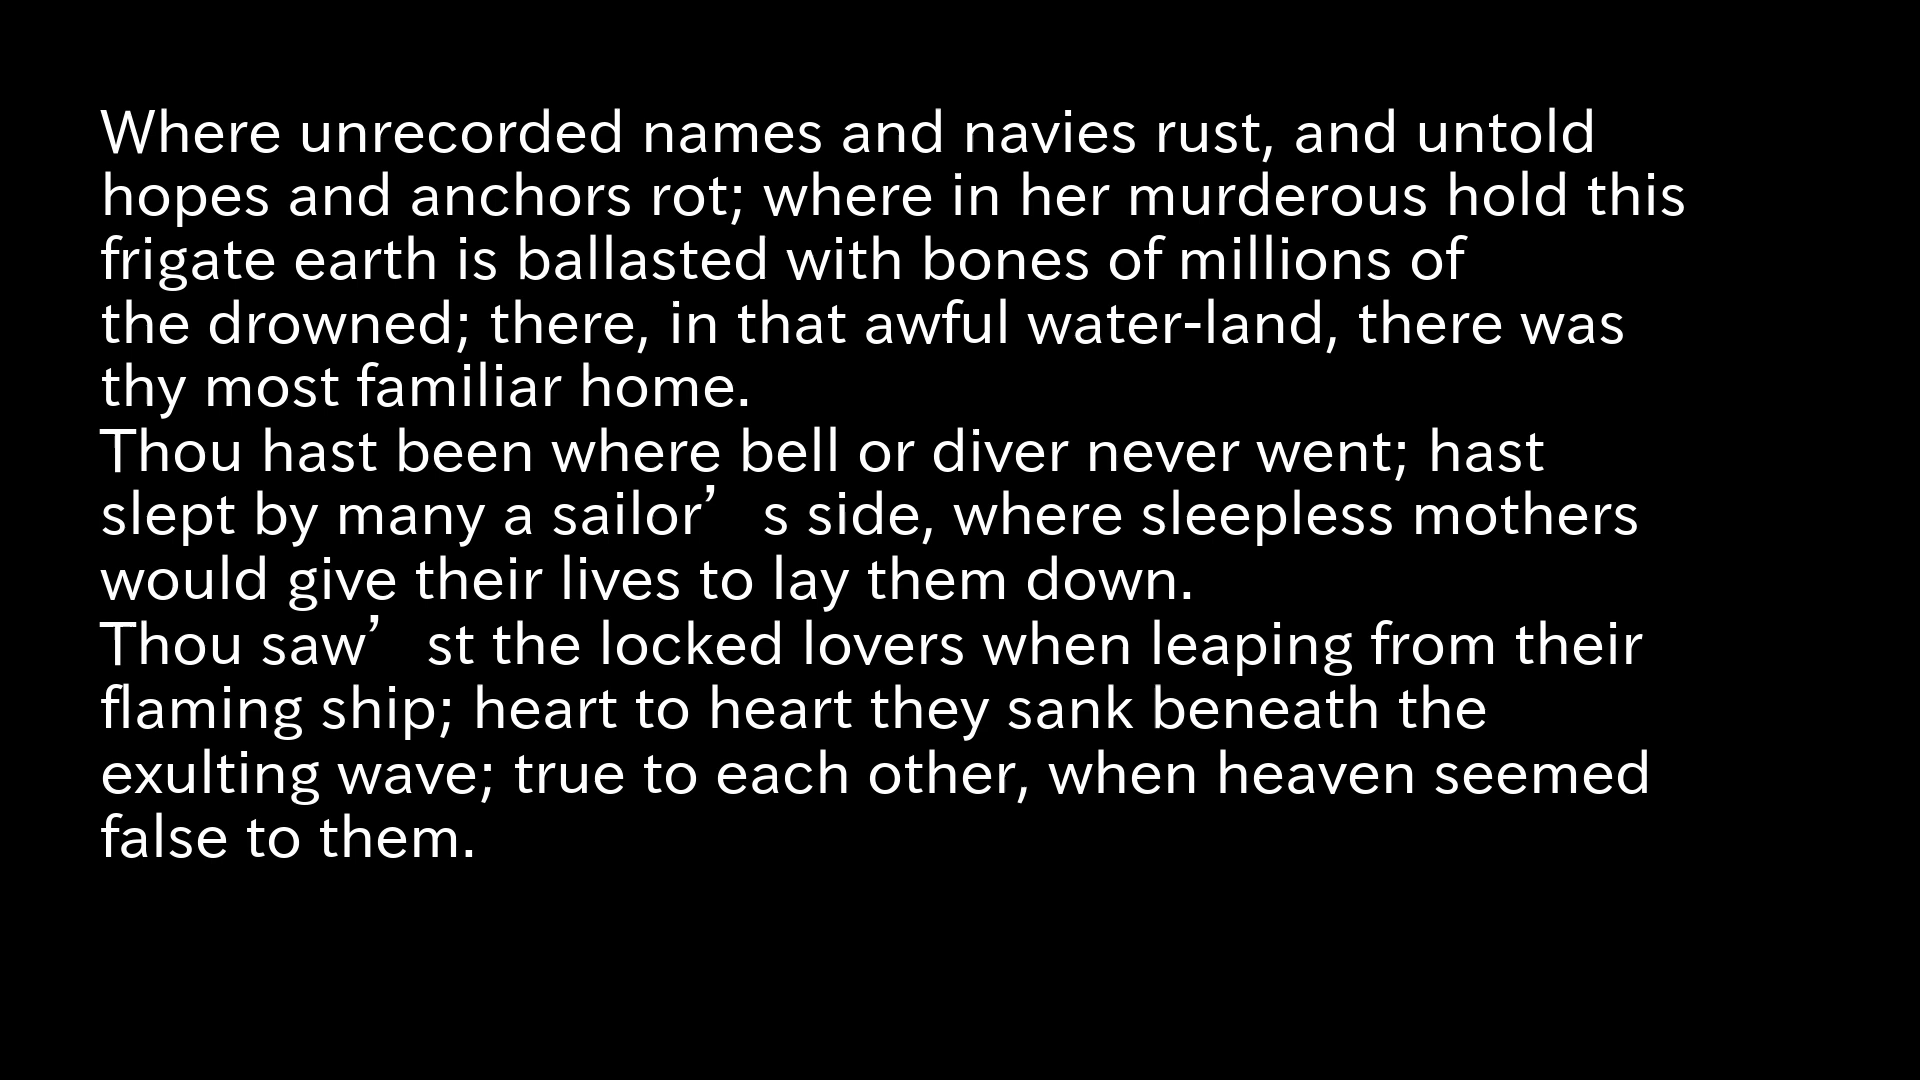 Where unrecorded names and navies rust, and untold
hopes and anchors rot; where in her murderous hold this
frigate earth is ballasted with bones of millions of
the drowned; there, in that awful water-land, there was
thy most familiar home.
Thou hast been where bell or diver never went; hast
slept by many a sailor’s side, where sleepless mothers
would give their lives to lay them down.
Thou saw’st the locked lovers when leaping from their
flaming ship; heart to heart they sank beneath the
exulting wave; true to each other, when heaven seemed
false to them.